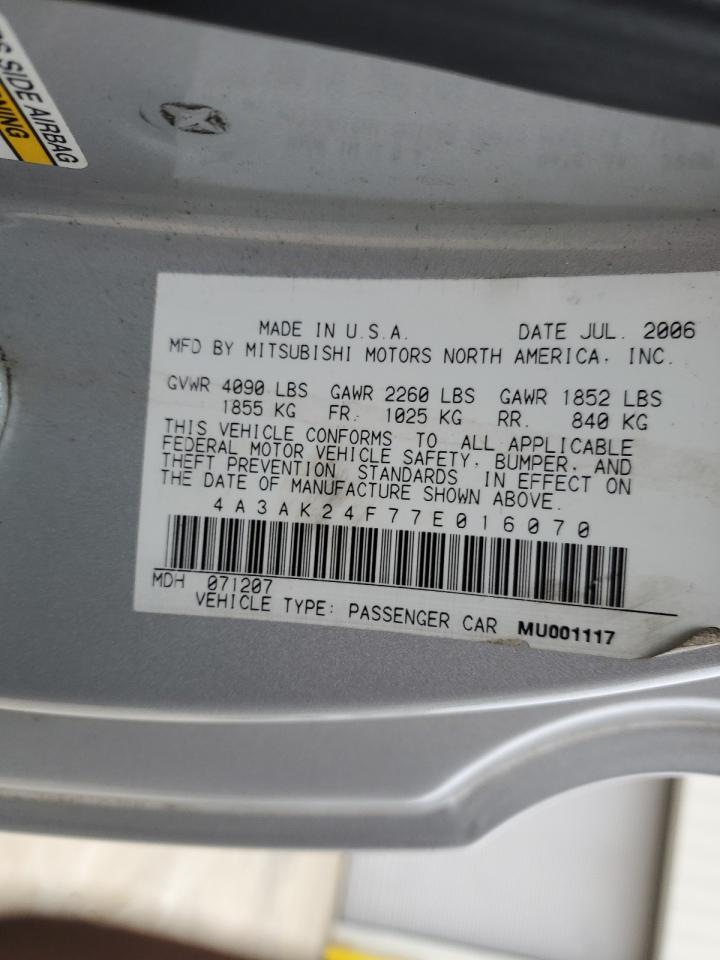 SIDE AIRBAG
MADE IN U.S.A. DATE JUL. 2006
MFD BY MITSUBISHI MOTORS NORTH AMERICA, INC.
GVWR 4090 LBS GAWR 2260 LBS GAWR 1852 LBS
1855 KG FR: 1025 KG RR. 840 KG
THIS VEHICLE CONFORMS TO ALL APPLICABLE
FEDERAL MOTOR VEHICLE SAFETY, BUMPER, AND
THEFT PREVENTION STANDARDS IN EFFECT ON
THE DATE OF MANUFACTURE SHOWN ABOVE.
4A3AK24F77E016070
MDH 071207
VEHICLE TYPE: PASSENGER CAR MU001117